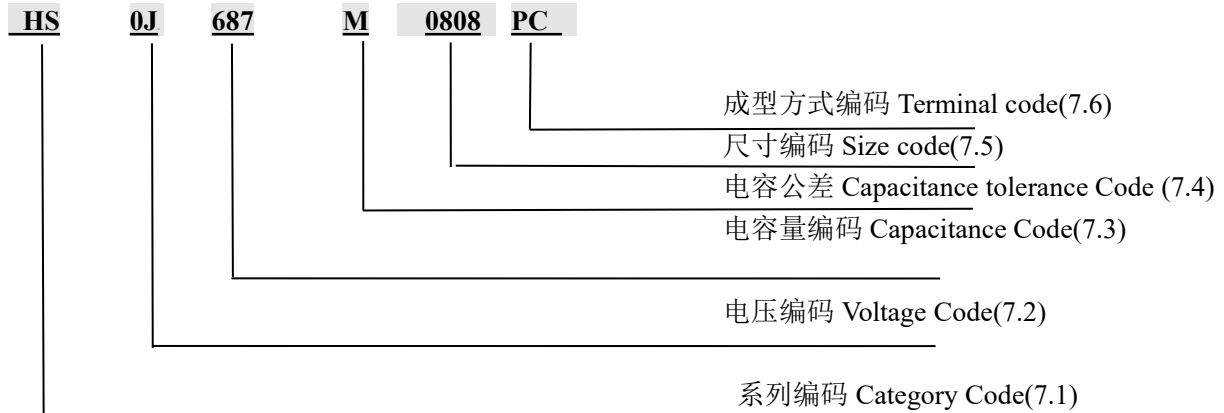 HS 0J 687 M 0808 PC
成型方式编码 Terminal code(7.6)
尺寸编码 Size code(7.5)
电容公差 Capacitance tolerance Code (7.4)
电容量编码 Capacitance Code(7.3)
电压编码 Voltage Code(7.2)
系列编码 Category Code(7.1)